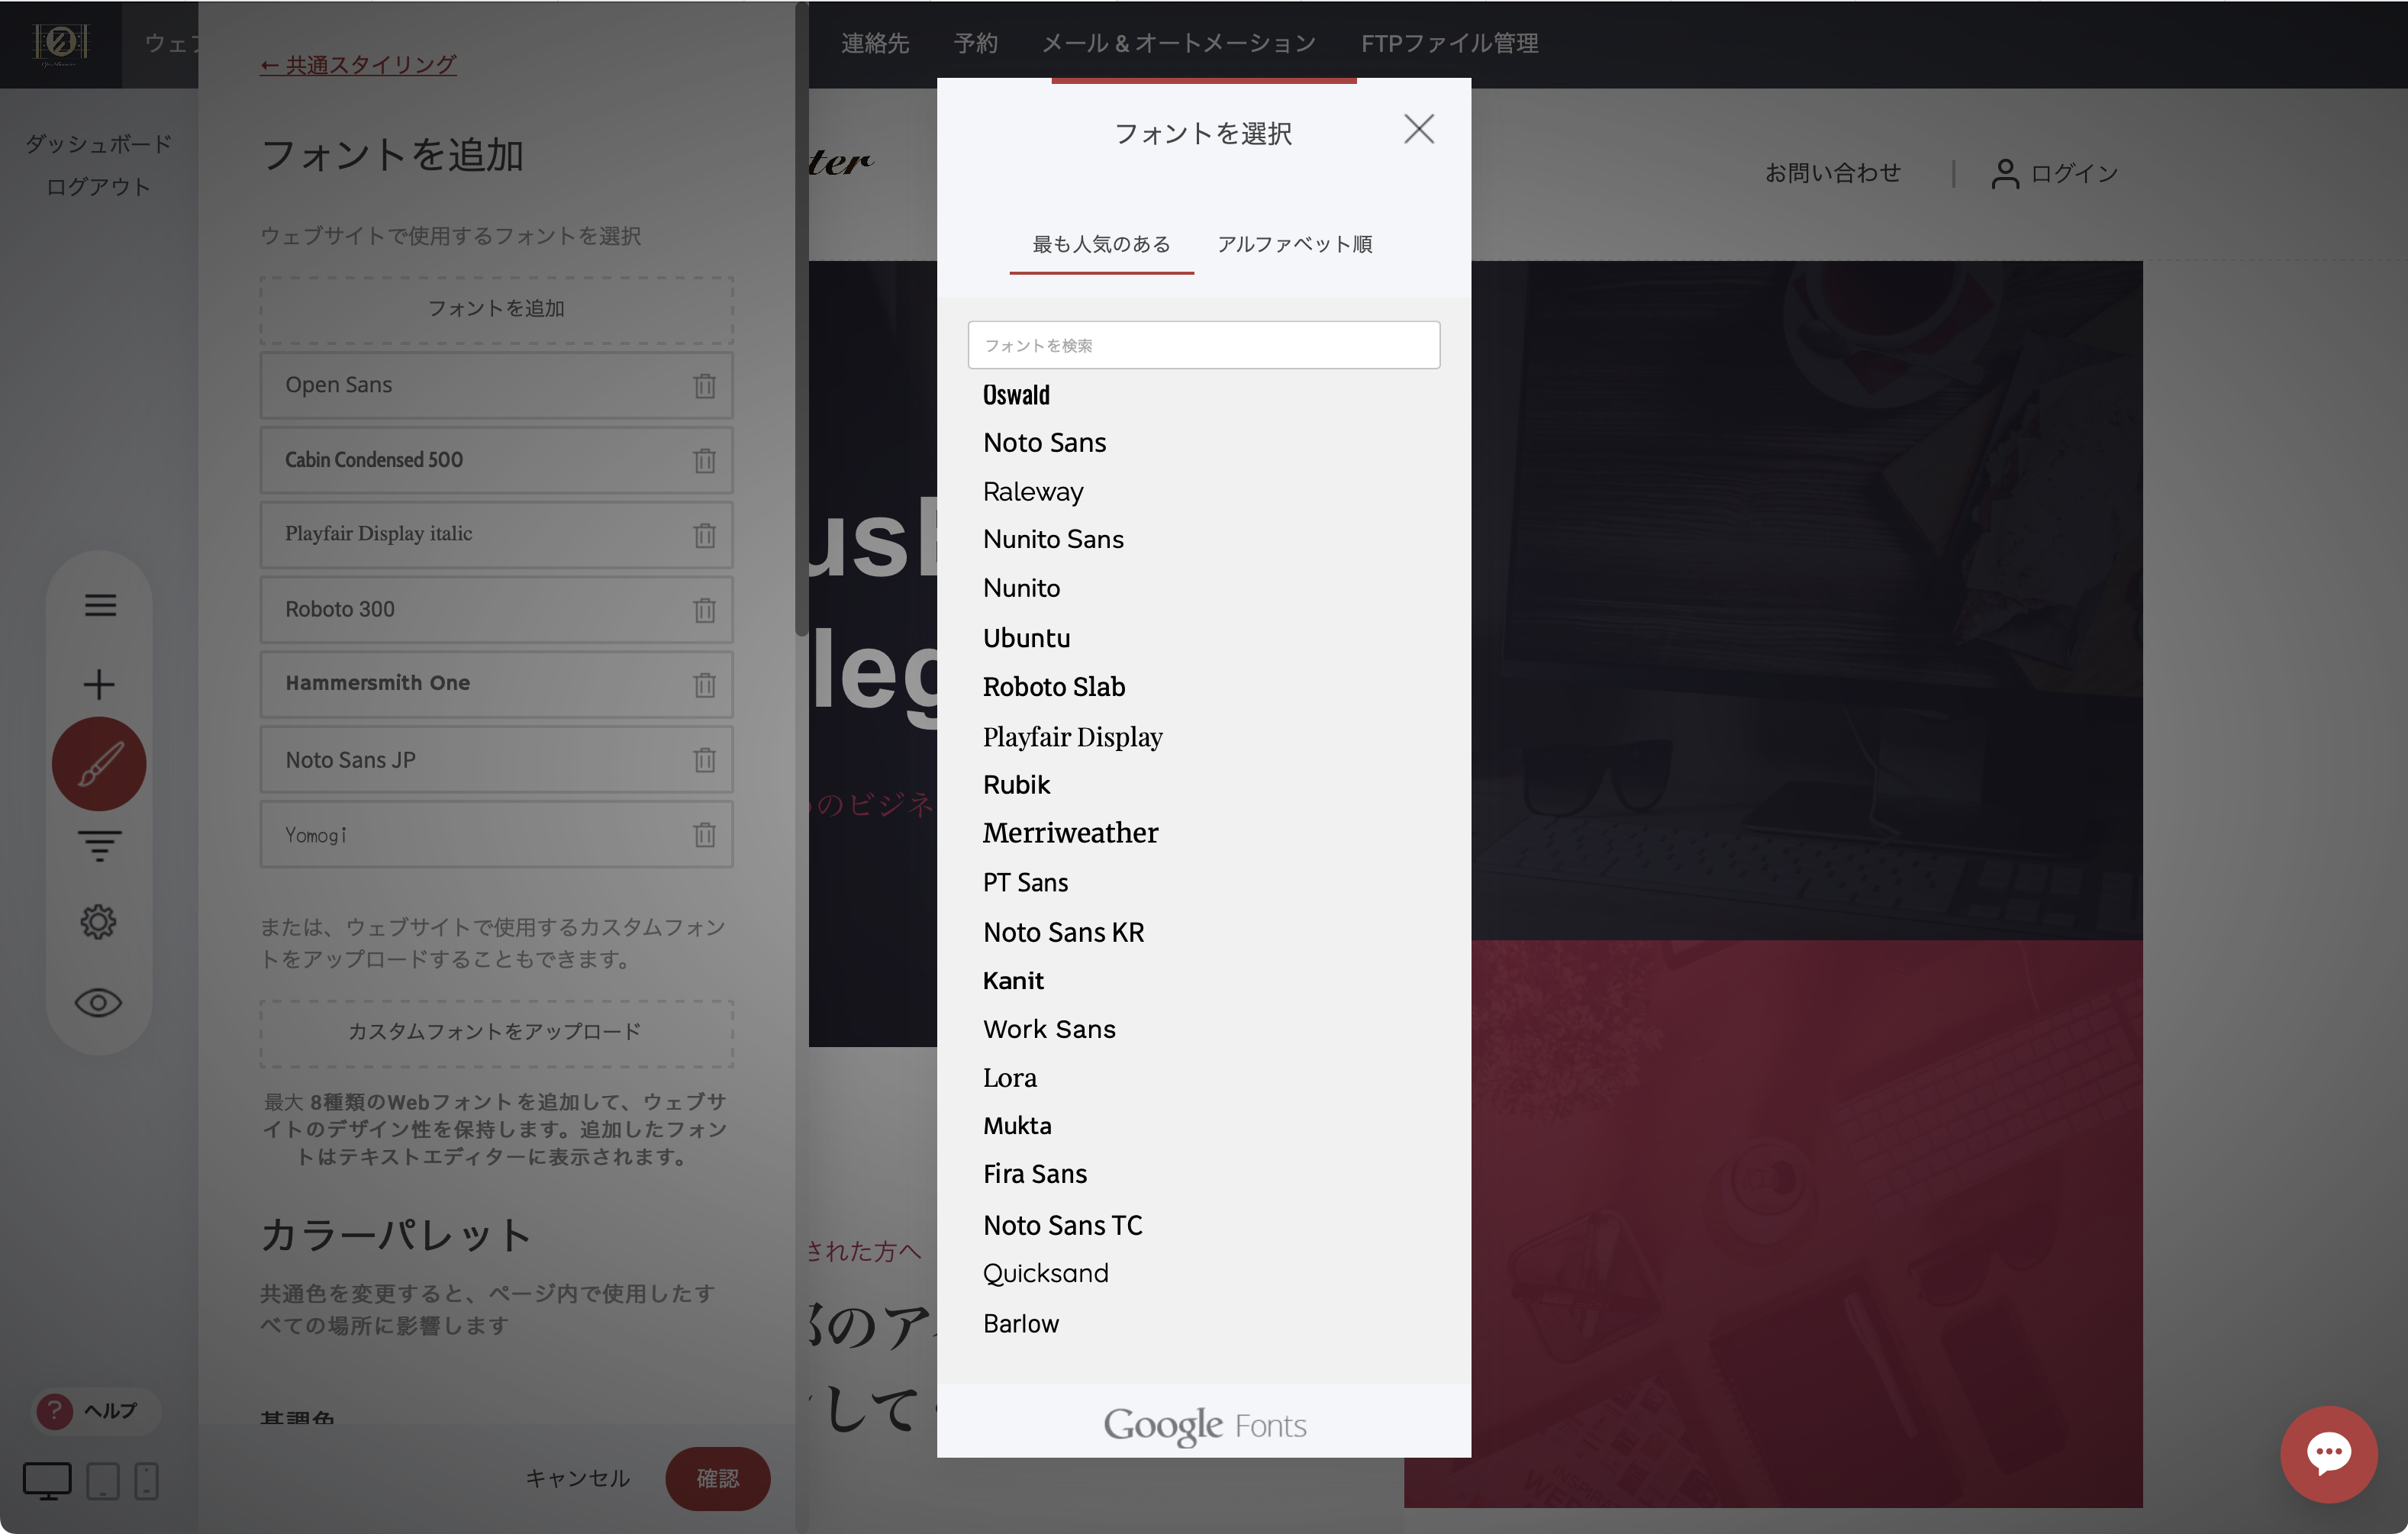 ウェブ
連絡先
予約
メール & オートメーション
FTPファイル管理
ダッシュボード
ログアウト
ヘルプ
← 共通スタイリング
フォントを追加
ウェブサイトで使用するフォントを選択
フォントを追加
Open Sans
Cabin Condensed 500
Playfair Display italic
Roboto 300
Hammersmith One
Noto Sans JP
Yomogi
または、ウェブサイトで使用するカスタムフォン
トをアップロードすることもできます。
カスタムフォントをアップロード
最大 8種類のWebフォントを追加して、ウェブサ
イトのデザイン性を保持します。追加したフォン
トはテキストエディターに表示されます。
カラーパレット
共通色を変更すると、ページ内で使用したす
べての場所に影響します
基調色
キャンセル
確認
フォントを選択
最も人気のある
アルファベット順
フォントを検索
Oswald
Noto Sans
Raleway
Nunito Sans
Nunito
Ubuntu
Roboto Slab
Playfair Display
Rubik
Merriweather
PT Sans
Noto Sans KR
Kanit
Work Sans
Lora
Mukta
Fira Sans
Noto Sans TC
Quicksand
Barlow
Google Fonts
ter
お問い合わせ
ログイン
us
leg
のビジネ
された方へ
のア
して